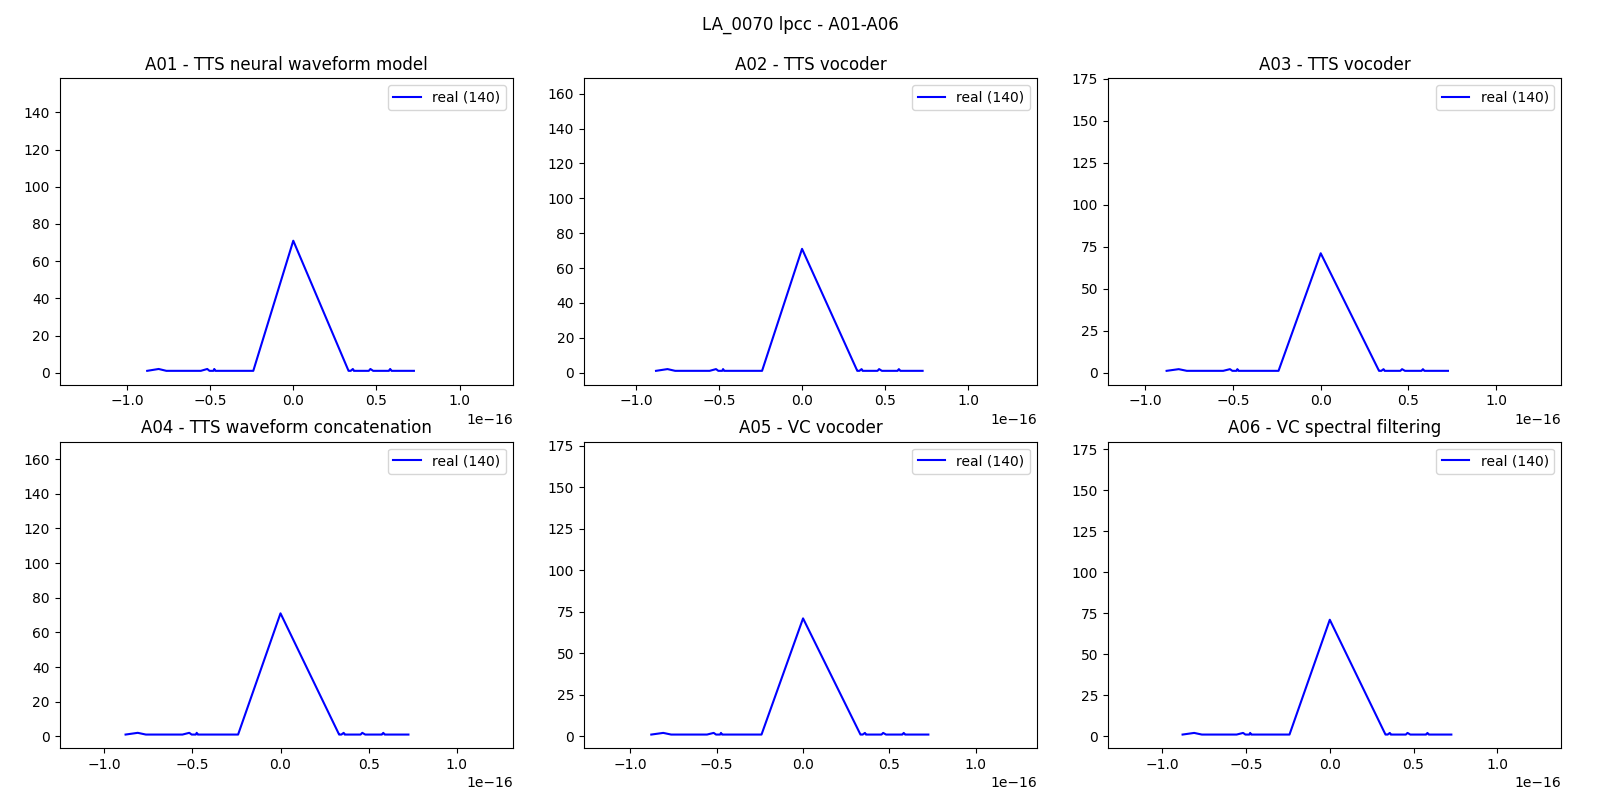 LA_0070 lpcc - A01-A06
A01 - TTS neural waveform model
real (140)
140
120
100
80
60
40
20
0
−1.0 −0.5 0.0 0.5 1.0
1e−16
A02 - TTS vocoder
real (140)
160
140
120
100
80
60
40
20
0
−1.0 −0.5 0.0 0.5 1.0
1e−16
A03 - TTS vocoder
real (140)
175
150
125
100
75
50
25
0
−1.0 −0.5 0.0 0.5 1.0
1e−16
A04 - TTS waveform concatenation
real (140)
160
140
120
100
80
60
40
20
0
−1.0 −0.5 0.0 0.5 1.0
1e−16
A05 - VC vocoder
real (140)
175
150
125
100
75
50
25
0
−1.0 −0.5 0.0 0.5 1.0
1e−16
A06 - VC spectral filtering
real (140)
175
150
125
100
75
50
25
0
−1.0 −0.5 0.0 0.5 1.0
1e−16